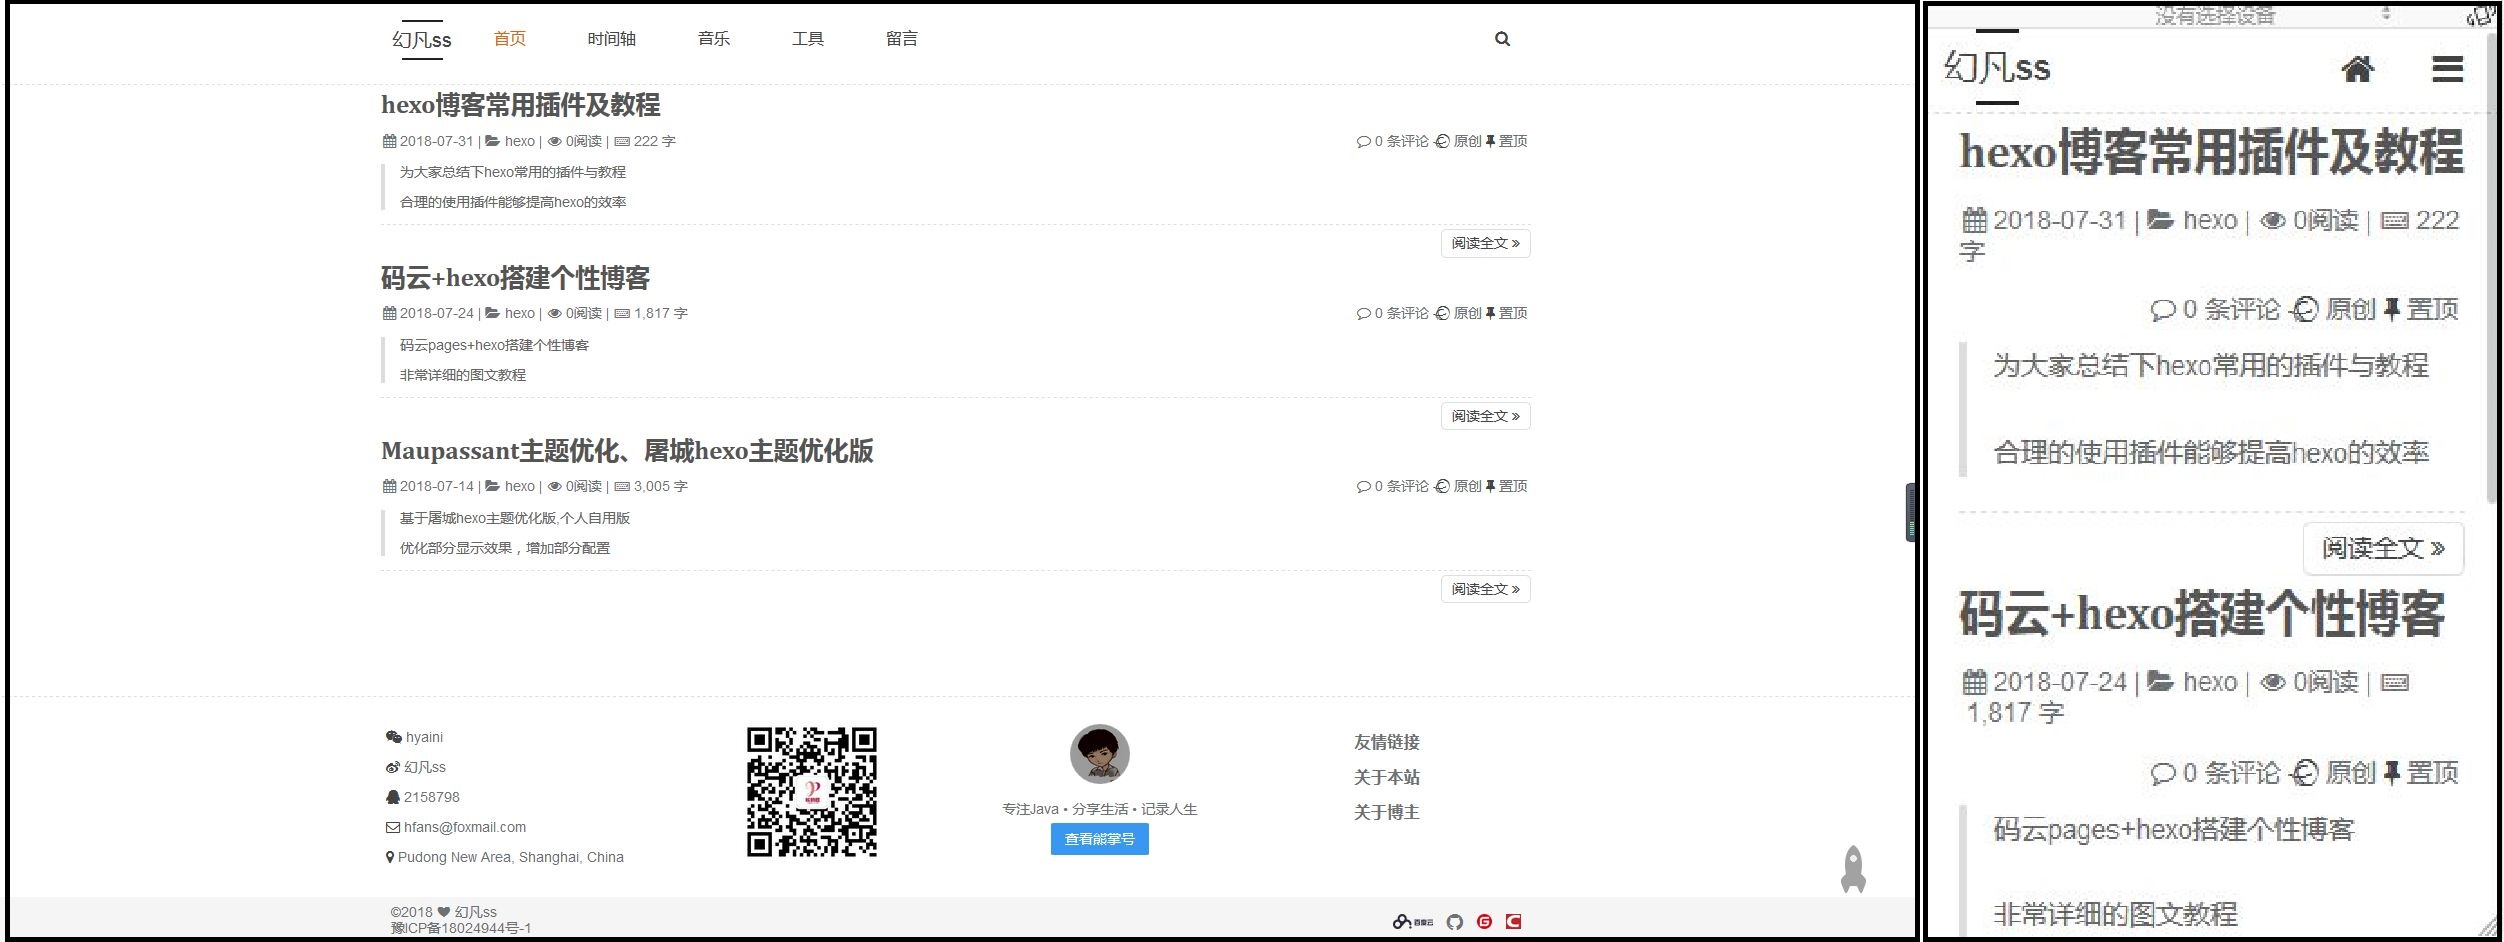 幻凡ss 首页 时间轴 音乐 工具 留言
hexo博客常用插件及教程
2018-07-31 | hexo | 0阅读 | 222 字 0 条评论 原创 置顶
为大家总结下hexo常用的插件与教程
合理的使用插件能够提高hexo的效率
阅读全文 »
码云+hexo搭建个性博客
2018-07-24 | hexo | 0阅读 | 1,817 字 0 条评论 原创 置顶
码云pages+hexo搭建个性博客
非常详细的图文教程
阅读全文 »
Maupassant主题优化、屠城hexo主题优化版
2018-07-14 | hexo | 0阅读 | 3,005 字 0 条评论 原创 置顶
基于屠城hexo主题优化版,个人自用版
优化部分显示效果，增加部分配置
阅读全文 »
hyaini
幻凡ss
2158798
hfans@foxmail.com
Pudong New Area, Shanghai, China
专注Java • 分享生活 • 记录人生
查看熊掌号
友情链接
关于本站
关于博主
©2018 幻凡ss
豫ICP备18024944号-1
百度云
没有选择设备
幻凡ss
hexo博客常用插件及教程
2018-07-31 | hexo | 0阅读 | 222
字
0 条评论 原创 置顶
为大家总结下hexo常用的插件与教程
合理的使用插件能够提高hexo的效率
阅读全文 »
码云+hexo搭建个性博客
2018-07-24 | hexo | 0阅读 |
1,817 字
0 条评论 原创 置顶
码云pages+hexo搭建个性博客
非常详细的图文教程